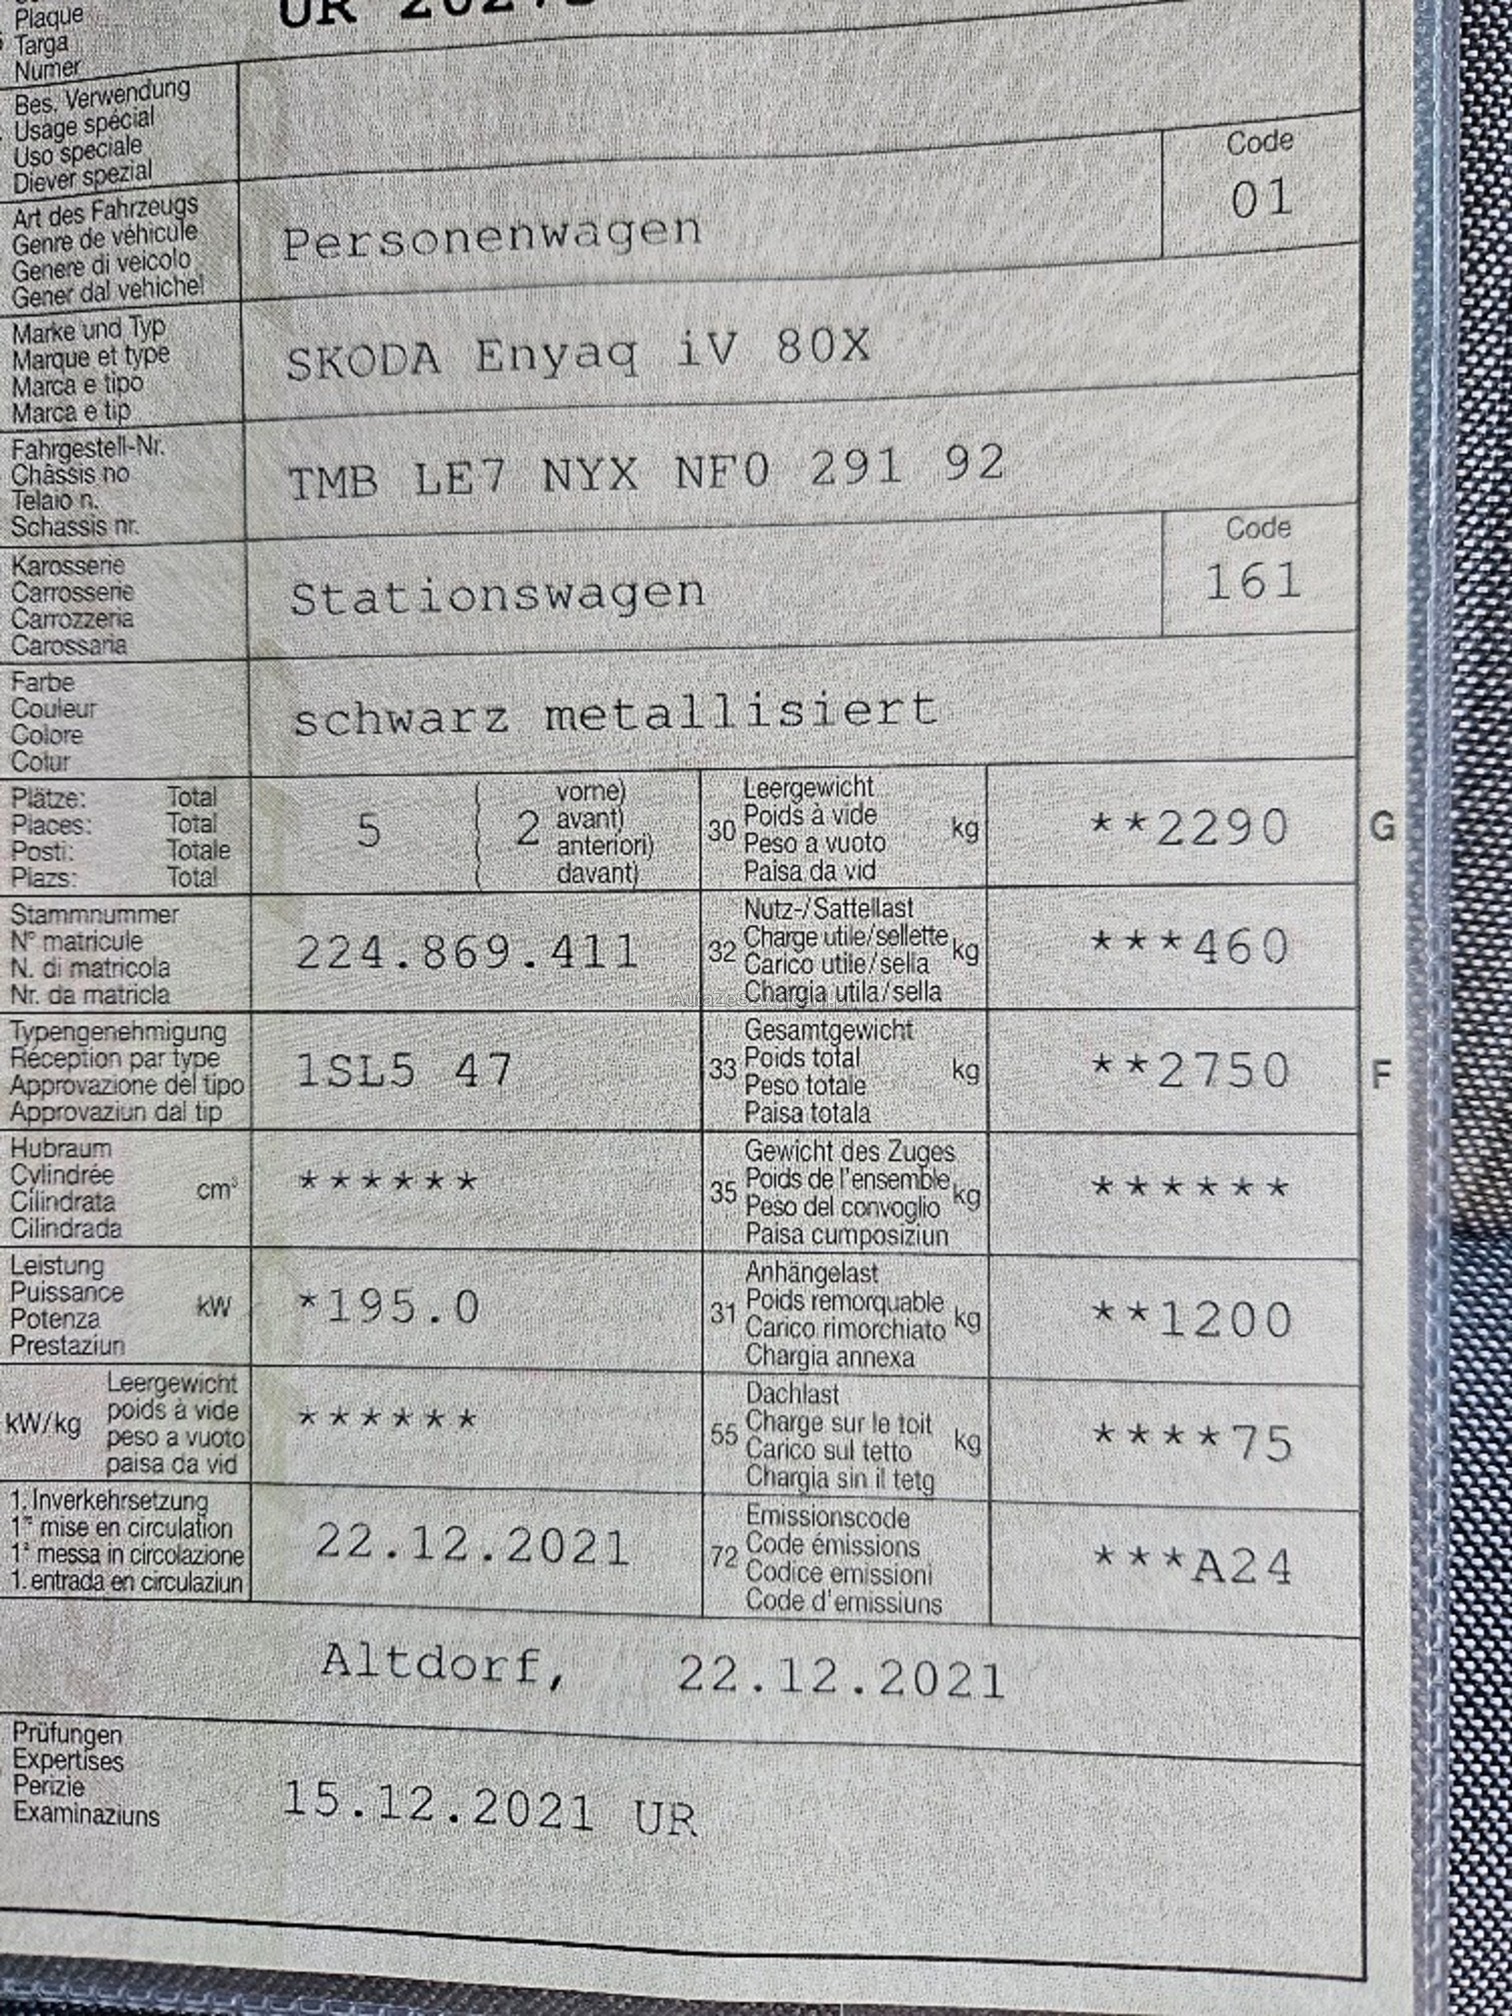 Plaque
Targa
Numer
Bes. Verwendung
Usage spécial
Uso speciale
Diever spezial
Art des Fahrzeugs
Genre de véhicule
Genere di veicolo
Gener dal vehichel
Personenwagen
Code
01
Marke und Typ
Marque et type
Marca e tipo
Marca e tip
SKODA Enyaq iV 80X
Fahrgestell-Nr.
Châssis no
Telaio n.
Schassis nr.
TMB LE7 NYX NF0 291 92
Karosserie
Carrosserie
Carrozzeria
Carossaria
Stationswagen
Code
161
Farbe
Couleur
Colore
Colur
schwarz metallisiert
Plätze: Total
Places: Total
Posti: Totale
Plazs: Total
5 ( 2
vorne)
avant)
anteriori)
davant)
30
Leergewicht
Poids à vide
Peso a vuoto
Paisa da vid
kg
**2290
G
Stammnummer
N° matricule
N. di matricola
Nr. da matricla
224.869.411
32
Nutz-/Sattellast
Charge utile/sellette
Carico utile/sella
Chargia utila/sella
kg
***460
Typengenehmigung
Réception par type
Approvazione del tipo
Approvaziun dal tip
1SL5 47
33
Gesamtgewicht
Poids total
Peso totale
Paisa totala
kg
**2750
F
Hubraum
Cylindrée
Cilindrata
Cilindrada
cm³
******
35
Gewicht des Zuges
Poids de l'ensemble
Peso del convoglio
Paisa cumposiziun
kg
******
Leistung
Puissance
Potenza
Prestaziun
kW
*195.0
31
Anhängelast
Poids remorquable
Carico rimorchiato
Chargia annexa
kg
**1200
kW/kg
Leergewicht
poids à vide
peso a vuoto
paisa da vid
******
55
Dachlast
Charge sur le toit
Carico sul tetto
Chargia sin il tetg
kg
****75
1. Inverkehrsetzung
1re mise en circulation
1a messa in circolazione
1. entrada en circulaziun
22.12.2021
72
Emissionscode
Code émissions
Codice emissioni
Code d'emissiuns
***A24
Altdorf, 22.12.2021
Prüfungen
Expertises
Perizie
Examinaziuns
15.12.2021 UR